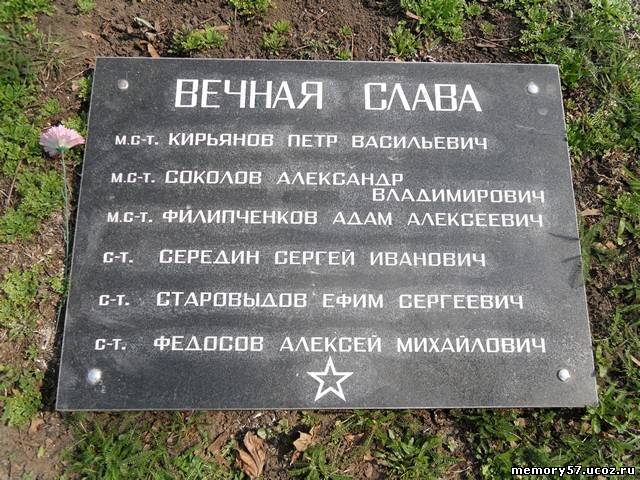 ВЕЧНАЯ СЛАВА
м.с-т. КИРЬЯНОВ ПЕТР ВАСИЛЬЕВИЧ
м.с-т. СОКОЛОВ АЛЕКСАНДР
ВЛАДИМИРОВИЧ
м.с-т. ФИЛИПЧЕНКОВ АДАМ АЛЕКСЕЕВИЧ
с-т. СЕРЕДИН СЕРГЕЙ ИВАНОВИЧ
с-т. СТАРОВЫДОВ ЕФИМ СЕРГЕЕВИЧ
с-т. ФЕДОСОВ АЛЕКСЕЙ МИХАЙЛОВИЧ
memory57.ucoz.ru